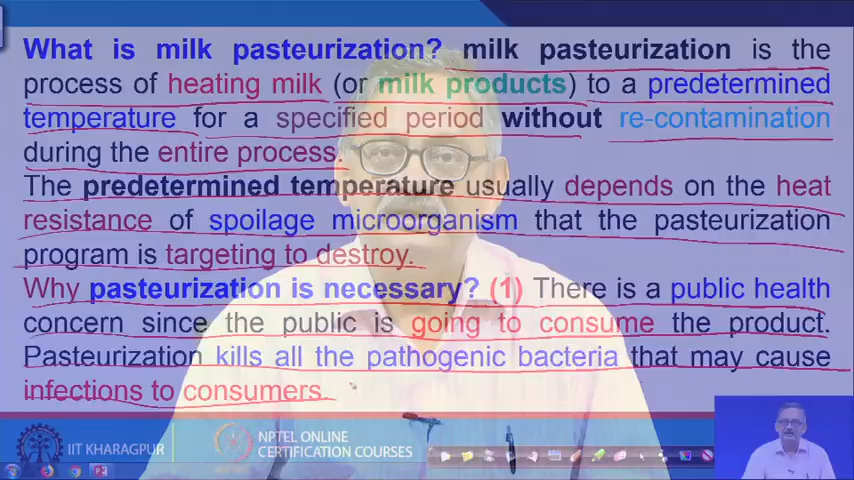 What is milk pasteurization? milk pasteurization is the
process of heating milk (or milk products) to a predetermined
temperature for a specified period without re-contamination
during the entire process.
The predetermined temperature usually depends on the heat
resistance of spoilage microorganism that the pasteurization
program is targeting to destroy.
Why pasteurization is necessary? (1) There is a public health
concern since the public is going to consume the product.
Pasteurization kills all the pathogenic bacteria that may cause
infections to consumers.
IIT KHARAGPUR
NPTEL ONLINE
CERTIFICATION COURSES